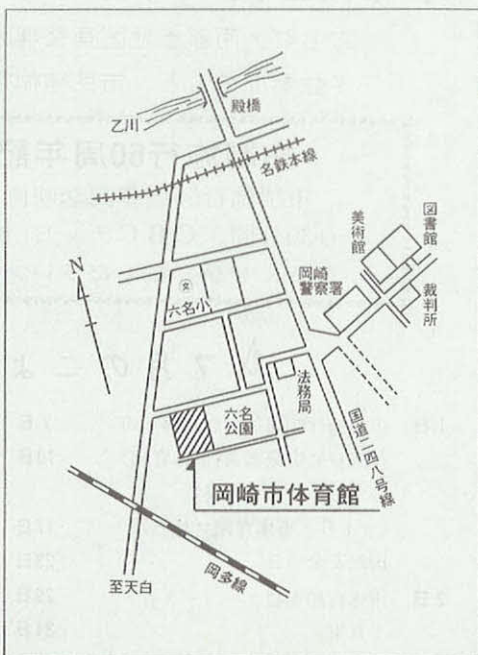 殿橋
乙川
名鉄本線
美術館
図書館
裁判所
岡崎
警察署
N
文
六名小
法務局
国道二四八号線
六名
公園
岡崎市体育館
岡多線
至天白